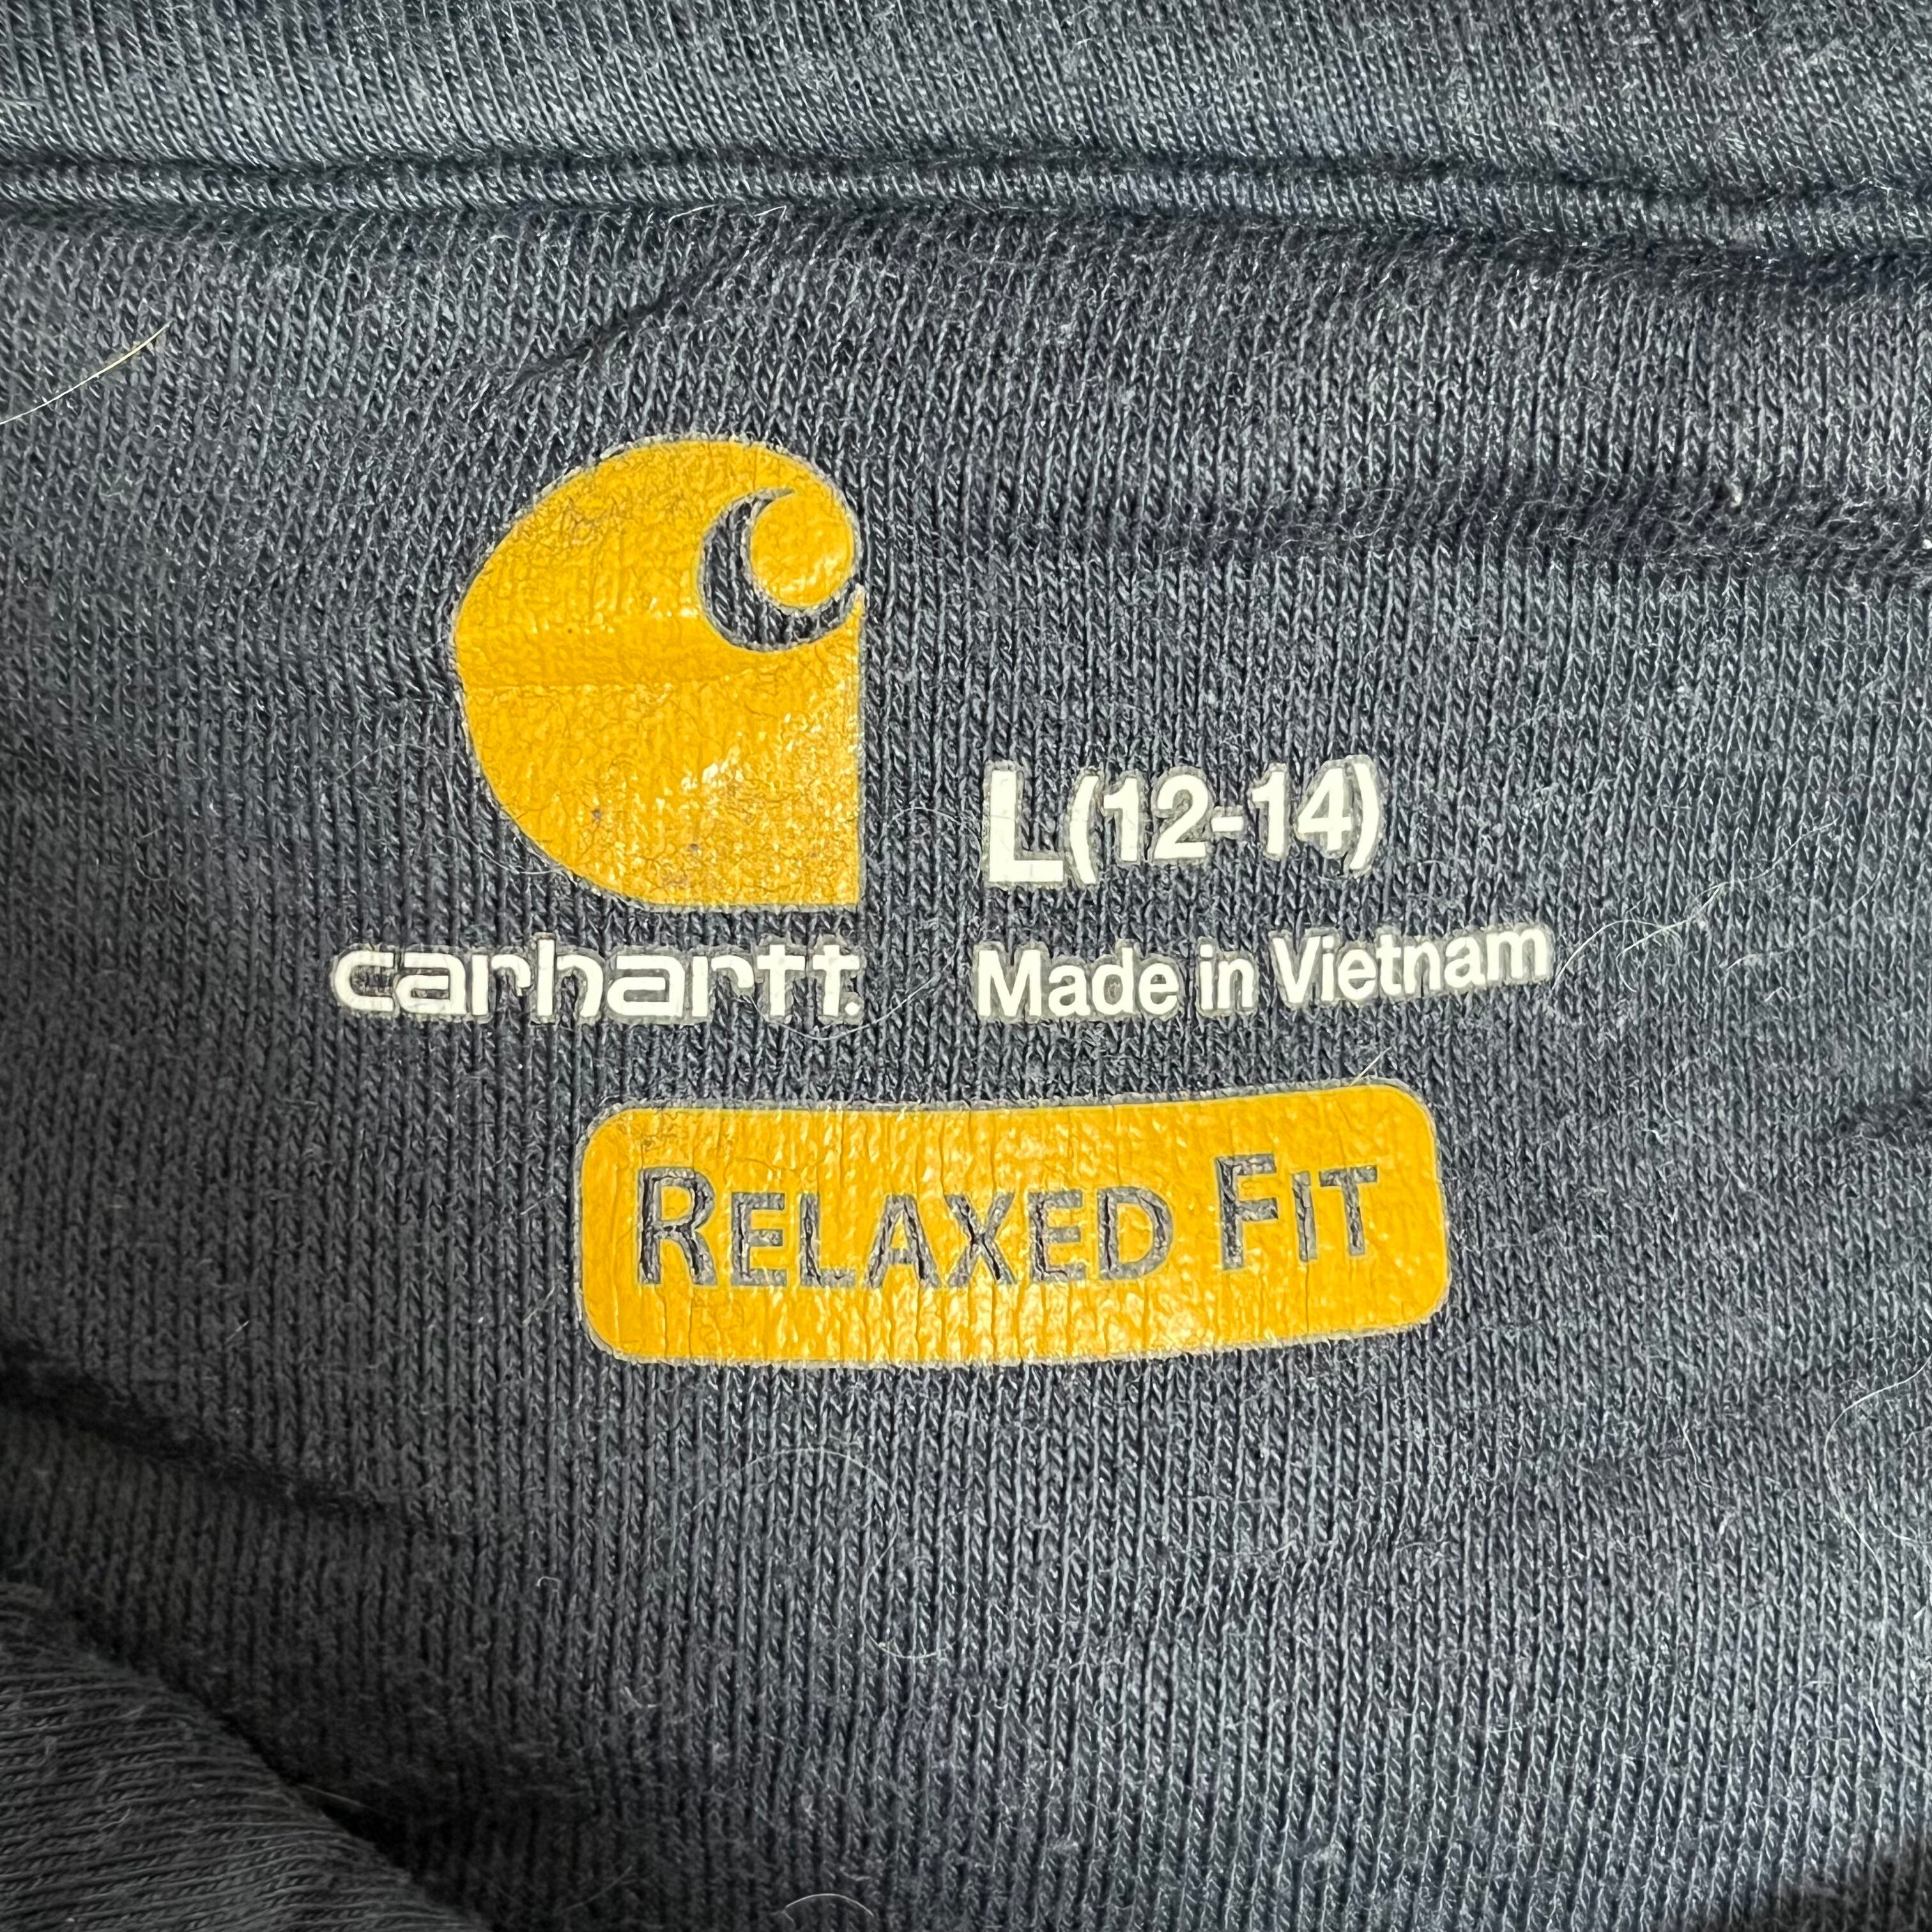 L(12-14)
carhartt.
Made in Vietnam
RELAXED FIT